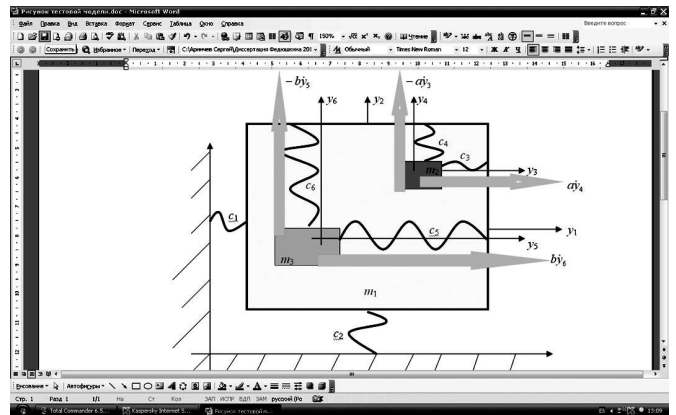 Рисунок тестовой модели.doc - Microsoft Word
Файл Правка Вид Вставка Формат Сервис Таблица Окно Справка
Введите вопрос
150%
Чтение
Сохранить Избранное Переход
Обычный Times New Roman 12 Ж К Ч
-bẏ₅
-aẏ₃
y₆ y₂ y₄
c₄
c₃
m₂ y₃
c₆
aẏ₄
c₁
c₅ y₁
y₅
m₃ bẏ₆
m₁
c₂
Рисование Автофигуры
Стр. 1 Разд 1 1/1 На Ст Кол ЗАП ИСПР ВДЛ ЗАМ русский (Ро
Total Commander 6.5... Kaspersky Internet S... Рисунок тестовой м... EN 13:09